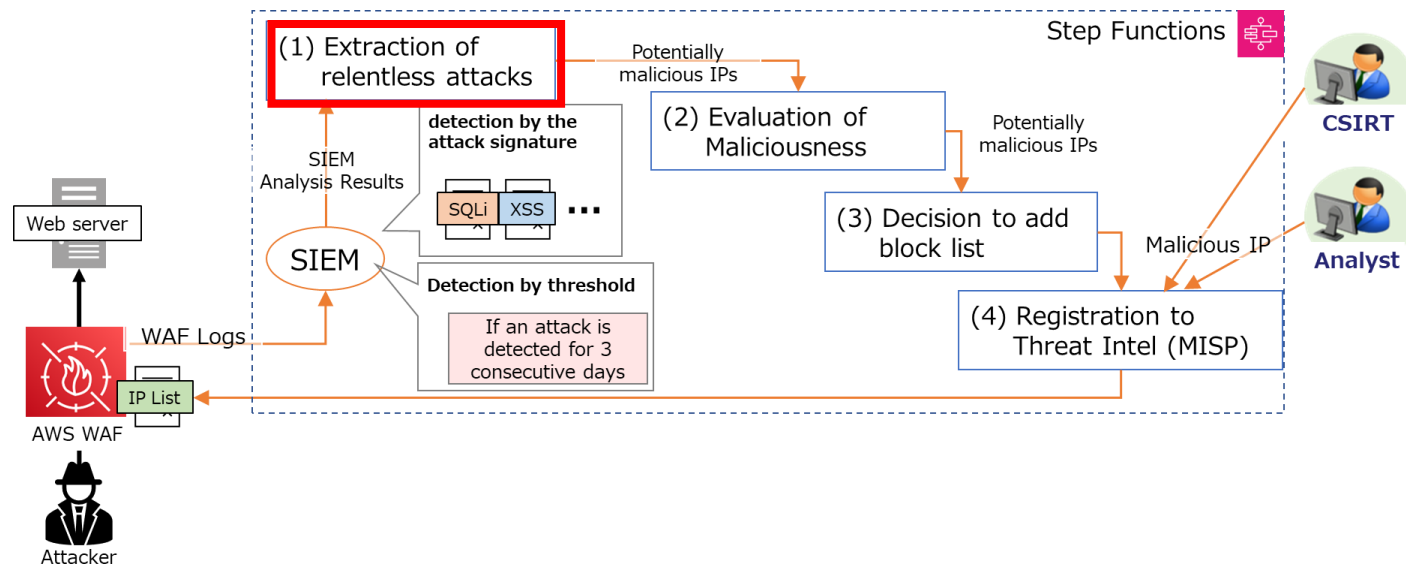 Step Functions
(1) Extraction of
relentless attacks
Potentially
malicious IPs
(2) Evaluation of
Maliciousness
Potentially
malicious IPs
CSIRT
detection by the
attack signature
SIEM
Analysis Results
SQLi
XSS
...
Web server
(3) Decision to add
block list
Malicious IP
Analyst
SIEM
Detection by threshold
If an attack is
detected for 3
consecutive days
WAF Logs
(4) Registration to
Threat Intel (MISP)
IP List
AWS WAF
Attacker